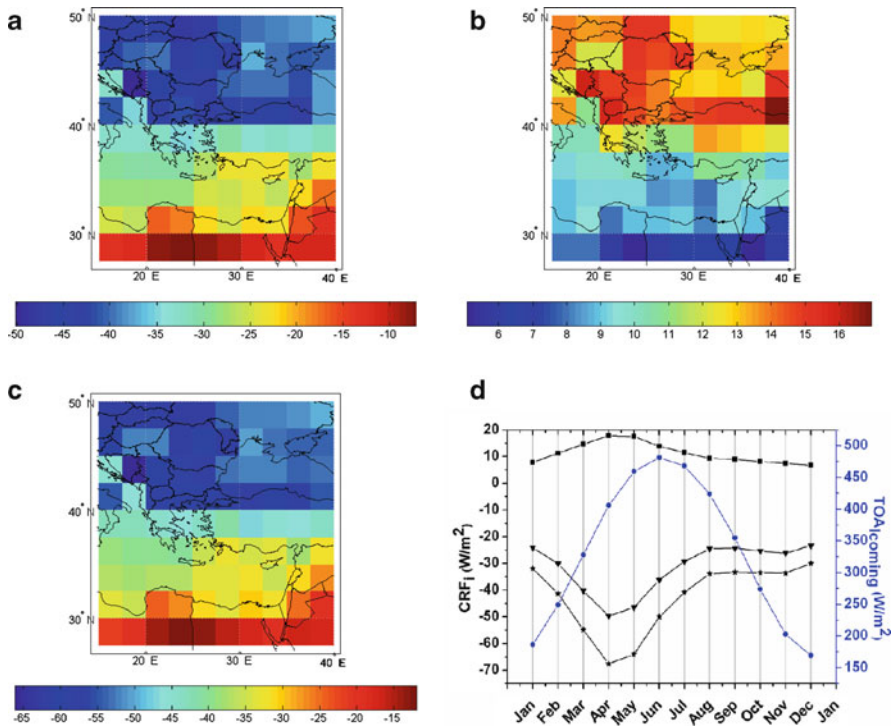 a
50° N
40° N
30° N
20 E
30 E
40 E
-50 -45 -40 -35 -30 -25 -20 -15 -10
b
50° N
40° N
30° N
20 E
30 E
40 E
6 7 8 9 10 11 12 13 14 15 16
c
50° N
40° N
30° N
20 E
30 E
40 E
-65 -60 -55 -50 -45 -40 -35 -30 -25 -20 -15
d
CRFi (W/m²)
20
10
0
-10
-20
-30
-40
-50
-60
-70
TOAIcoming (W/m²)
500
450
400
350
300
250
200
150
Jan Feb Mar Apr May Jun Jul Aug Sep Oct Nov Dec Jan